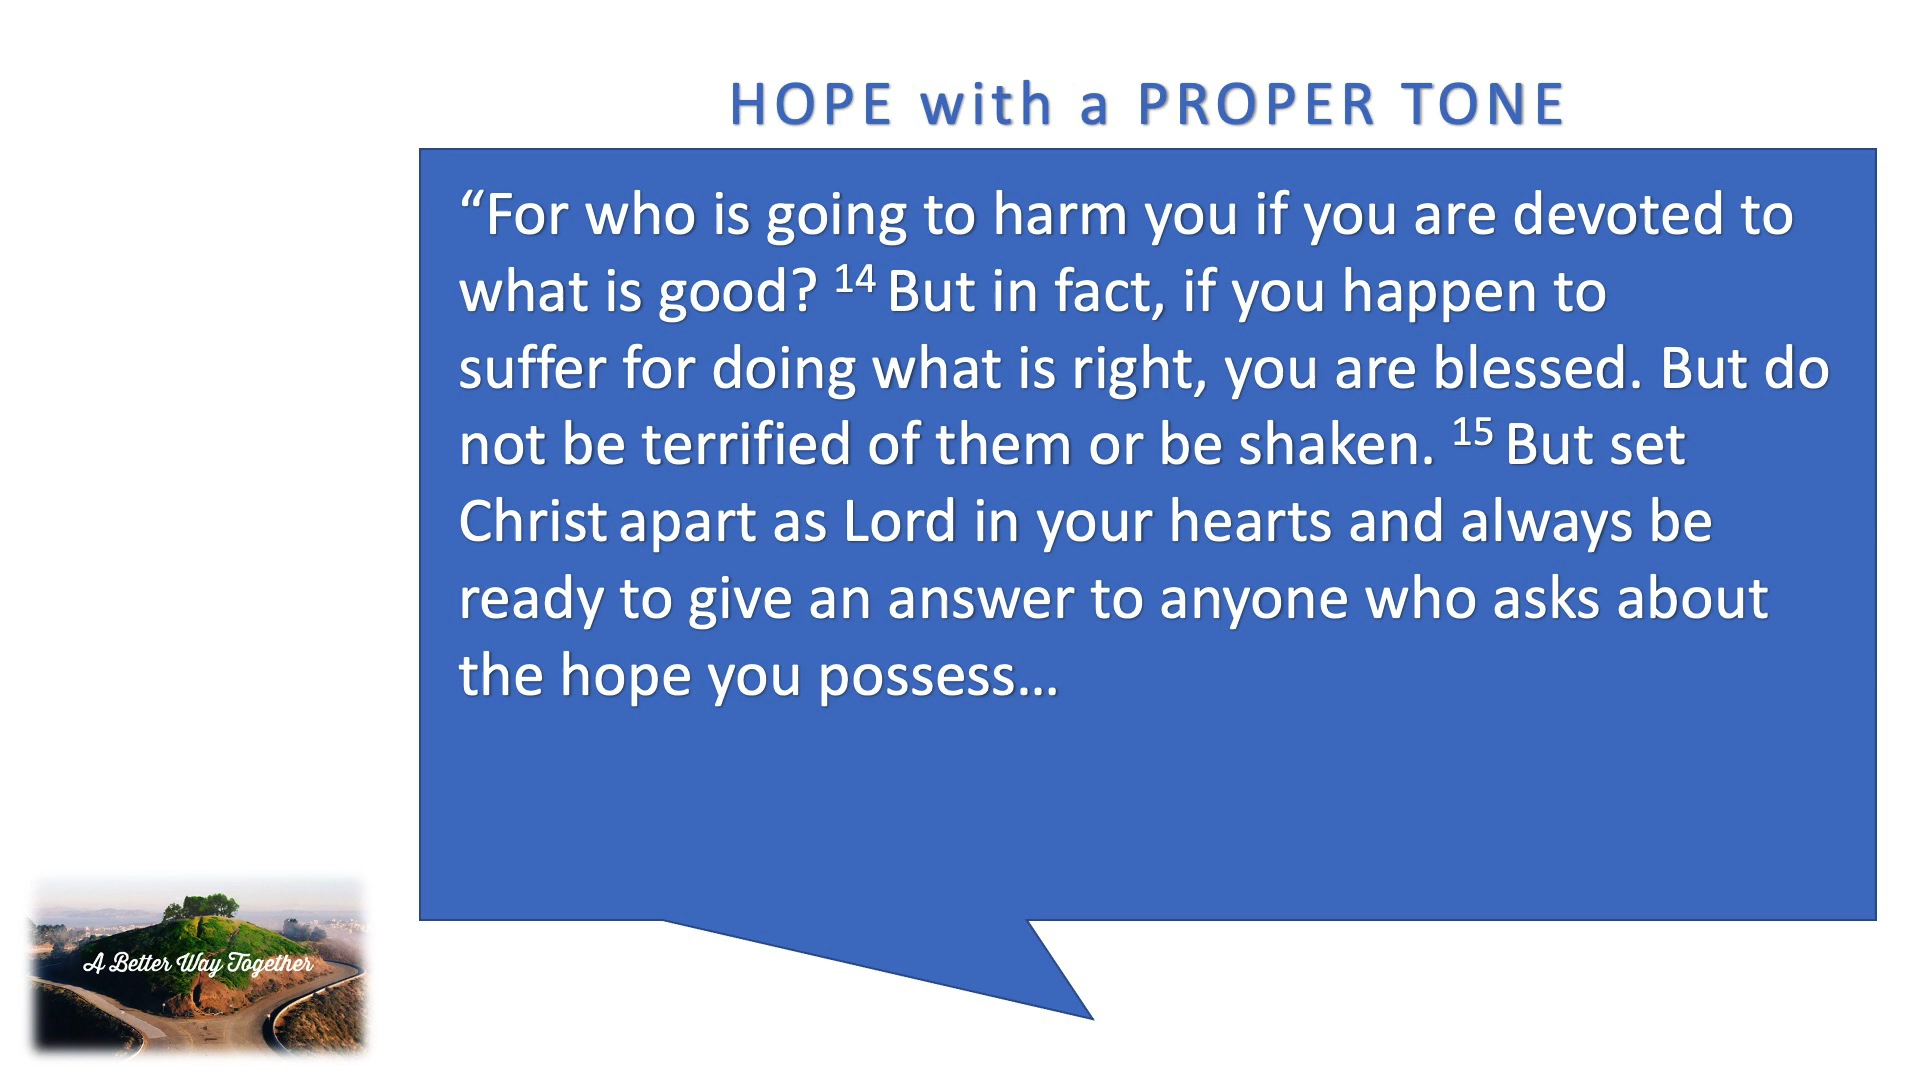 HOPE with a PROPER TONE
“For who is going to harm you if you are devoted to
what is good? 14 But in fact, if you happen to
suffer for doing what is right, you are blessed. But do
not be terrified of them or be shaken. 15 But set
Christ apart as Lord in your hearts and always be
ready to give an answer to anyone who asks about
the hope you possess…
A Better Way Together